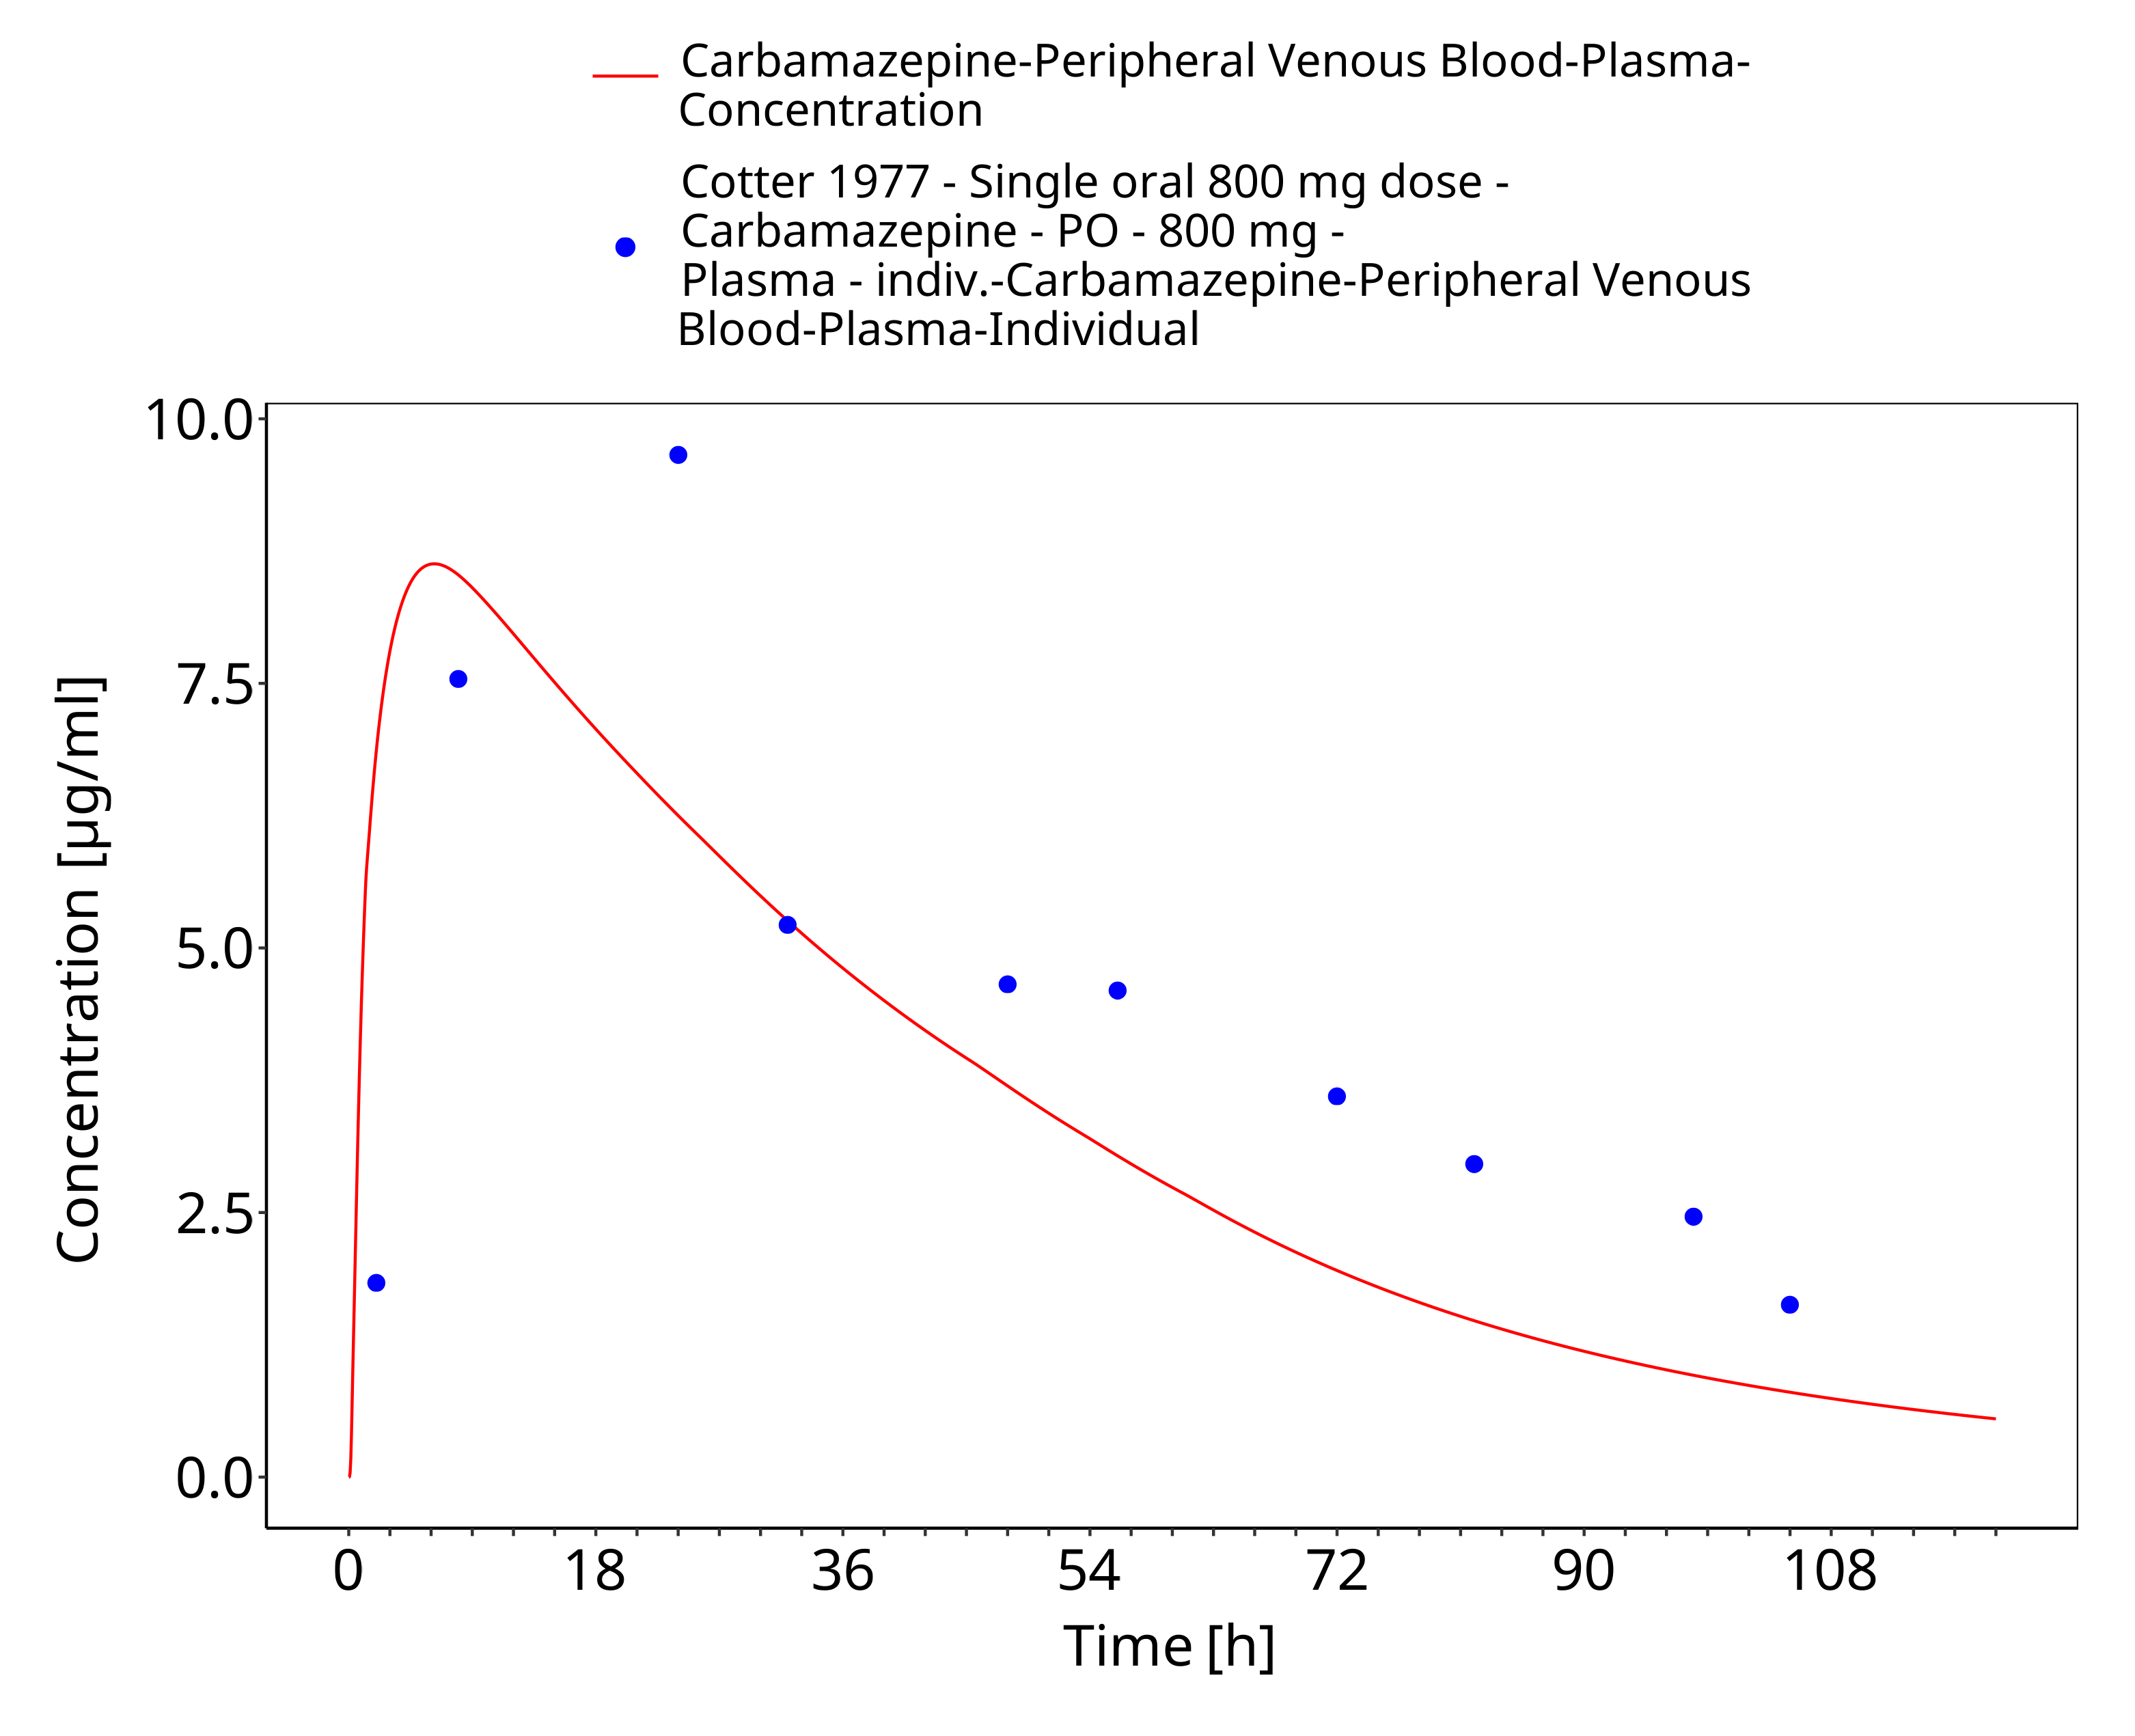 Carbamazepine-Peripheral Venous Blood-Plasma-
Concentration
Cotter 1977 - Single oral 800 mg dose -
Carbamazepine - PO - 800 mg -
Plasma - indiv.-Carbamazepine-Peripheral Venous
Blood-Plasma-Individual
10.0
7.5
5.0
2.5
0.0
Concentration [µg/ml]
0 18 36 54 72 90 108
Time [h]